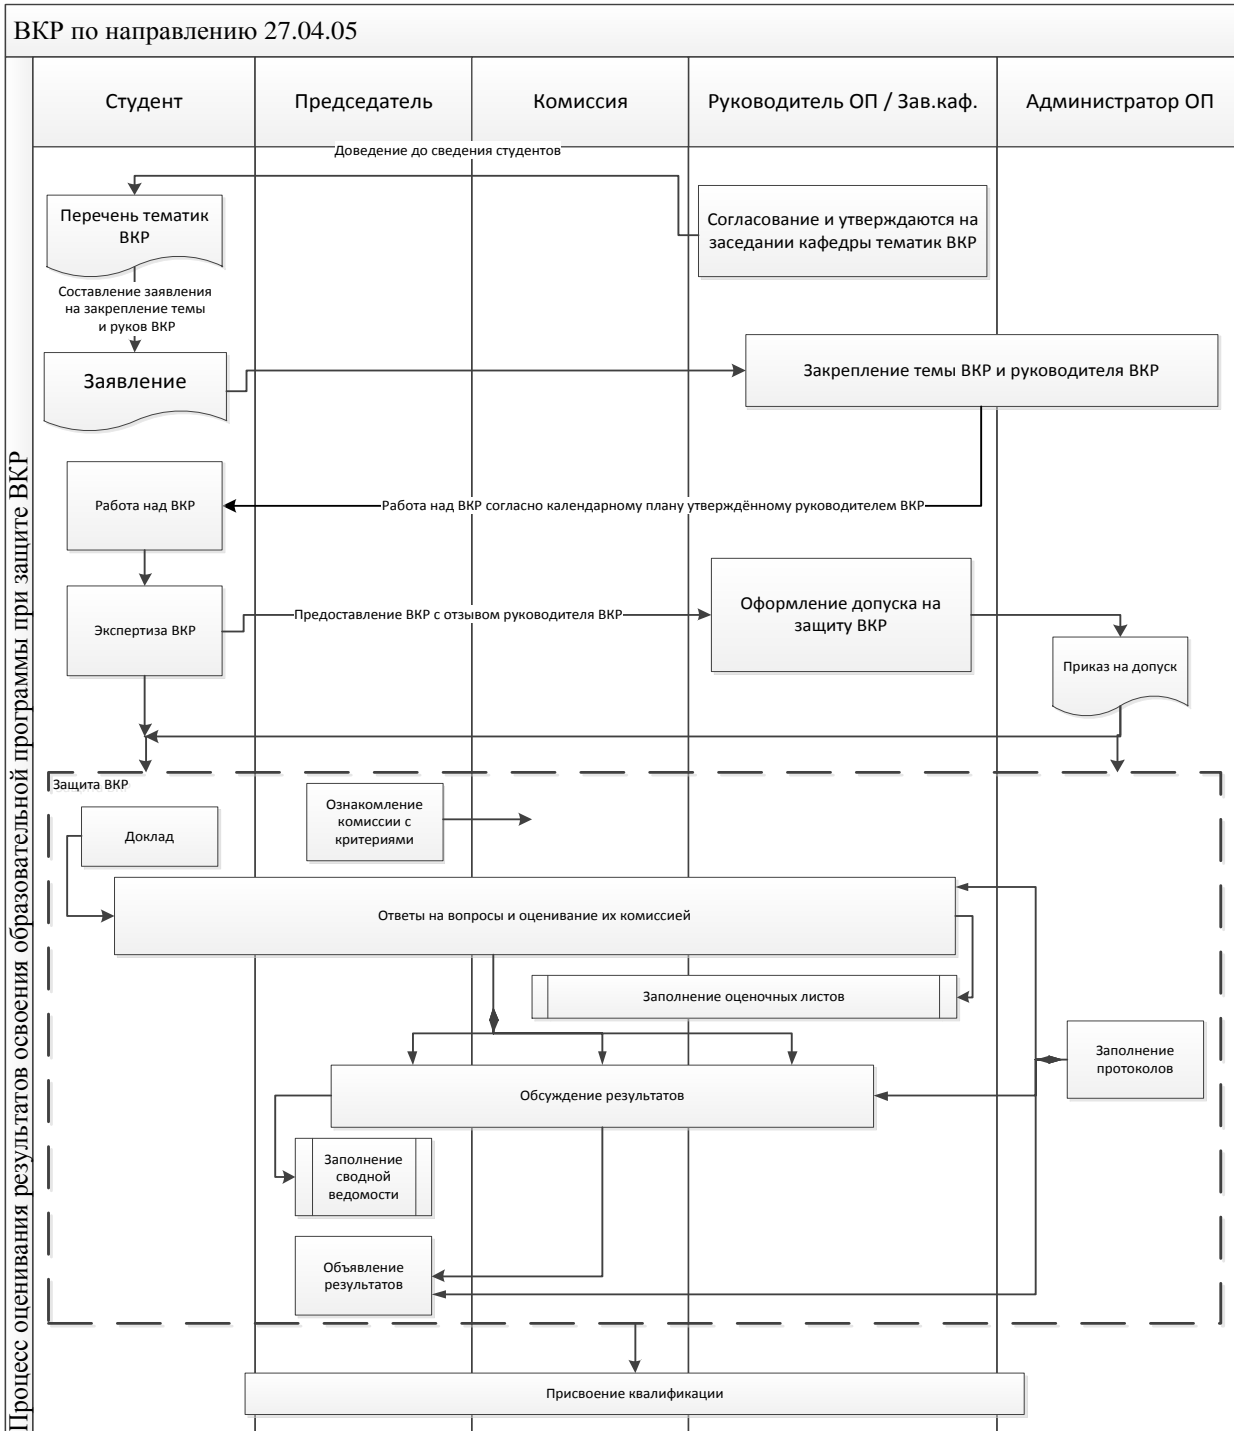 ВКР по направлению 27.04.05
Процесс оценивания результатов освоения образовательной программы при защите ВКР
Студент
Председатель
Комиссия
Руководитель ОП / Зав.каф.
Администратор ОП
Доведение до сведения студентов
Перечень тематик
ВКР
Согласование и утверждаются на
заседании кафедры тематик ВКР
Составление заявления
на закрепление темы
и руков ВКР
Заявление
Закрепление темы ВКР и руководителя ВКР
Работа над ВКР
Работа над ВКР согласно календарному плану утверждённому руководителем ВКР
Экспертиза ВКР
Предоставление ВКР с отзывом руководителя ВКР
Оформление допуска на
защиту ВКР
Приказ на допуск
Защита ВКР
Доклад
Ознакомление
комиссии с
критериями
Ответы на вопросы и оценивание их комиссией
Заполнение оценочных листов
Заполнение
протоколов
Обсуждение результатов
Заполнение
сводной
ведомости
Объявление
результатов
Присвоение квалификации